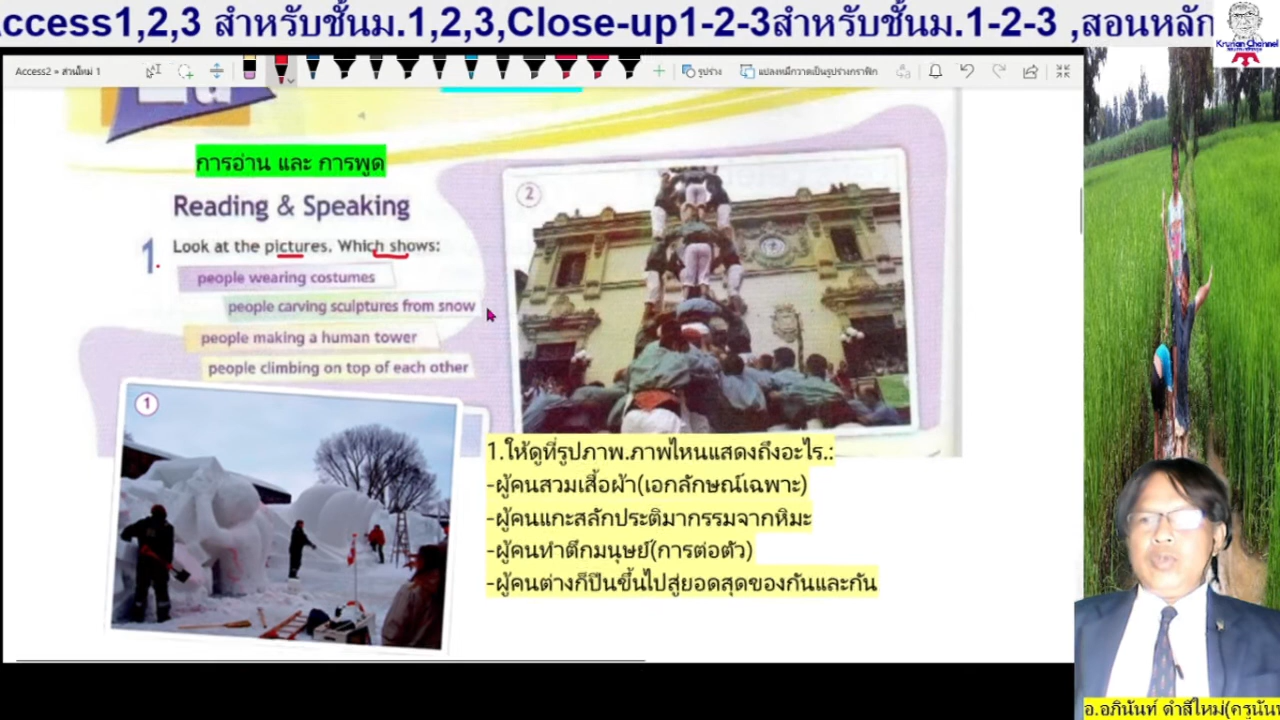 ccess1,2,3 สำหรับชั้นม.1,2,3,Close-up1-2-3สำหรับชั้นม.1-2-3 ,สอนหลัก
Krunan Channel
Access2 = ส่วนใหม่ 1
รูปร่าง
แปลงหมึกวาดเป็นรูปร่างกราฟิก
การอ่าน และ การพูด
Reading & Speaking
1 Look at the pictures. Which shows:
people wearing costumes
people carving sculptures from snow
people making a human tower
people climbing on top of each other
1
2
1.ให้ดูที่รูปภาพ.ภาพไหนแสดงถึงอะไร.:
-ผู้คนสวมเสื้อผ้า(เอกลักษณ์เฉพาะ)
-ผู้คนแกะสลักประติมากรรมจากหิมะ
-ผู้คนทำตึกมนุษย์(การต่อตัว)
-ผู้คนต่างก็ปีนขึ้นไปสู่ยอดสุดของกันและกัน
อ.อภินันท์ ดำสีใหม่(ครูนันท